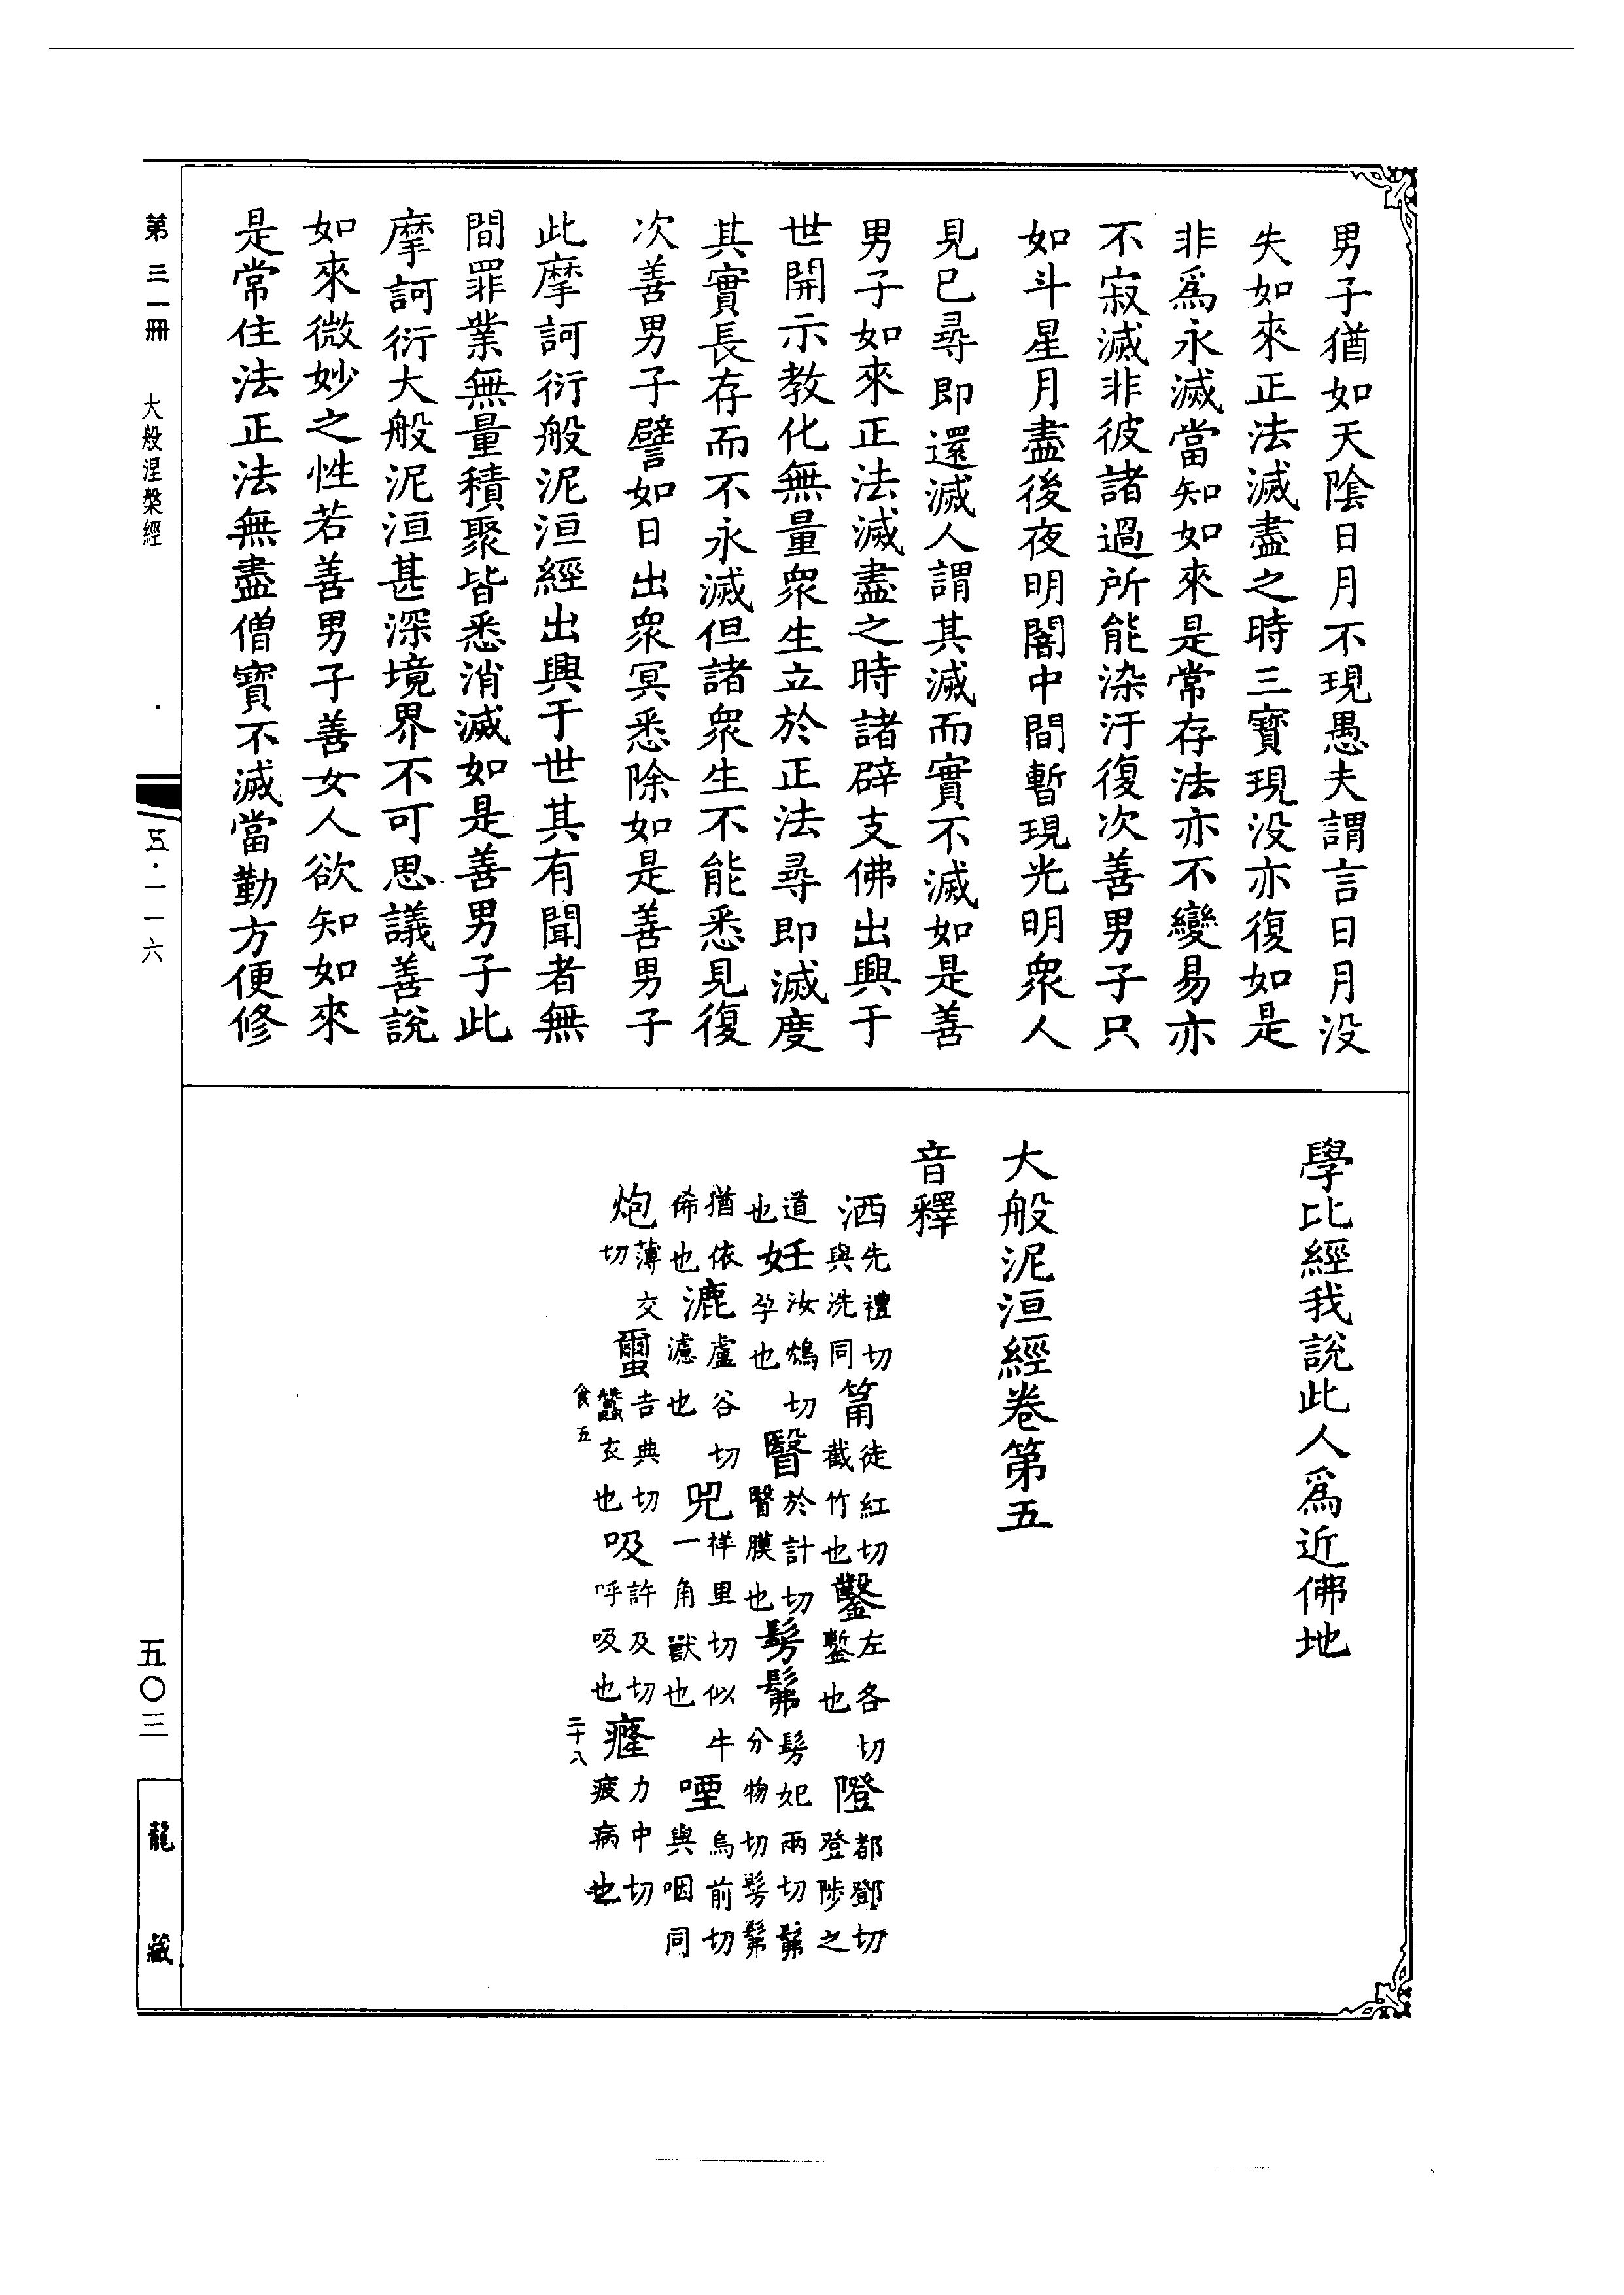 男子猶如天陰日月不現愚夫謂言日月没
失如來正法滅盡之時三寶現没亦復如是
非爲永滅當知如來是常存法亦不變易亦
不寂滅非彼諸過所能染汙復次善男子只
如斗星月盡後夜明闇中間暫現光明衆人
見已尋即還滅人謂其滅而實不滅如是善
男子如來正法滅盡之時諸辟支佛出興于
世開示教化無量衆生立於正法尋即滅度
其實長存而不永滅但諸衆生不能悉見復
次善男子譬如日出衆冥悉除如是善男子
此摩訶衍般泥洹經出興于世其有聞者無
間罪業無量積聚皆悉消滅如是善男子此
摩訶衍大般泥洹甚深境界不可思議善說
如來微妙之性若善男子善女人欲知如來
是常住法正法無盡僧寶不滅當勤方便修
學比經我説此人爲近佛地
大般泥洹經卷第五
音釋
洒先禮切與洗同筩徒紅切截竹也鑿左各切鏨也隥都鄧切登陟之
道也妊汝鴆切孕也瞖於計切瞖膜也髣髴髣妃兩切髴分物切髣髴
猶依俙也漉盧谷切濾也兕祥里切似牛一角獸也噎烏前切與咽同
炮薄交切𧝓吉典切蠶衣也吸許及切呼吸也癃力中切疲病也
食五
二十八
第三一冊
大般涅槃經
五·一一六
五〇三
龍藏